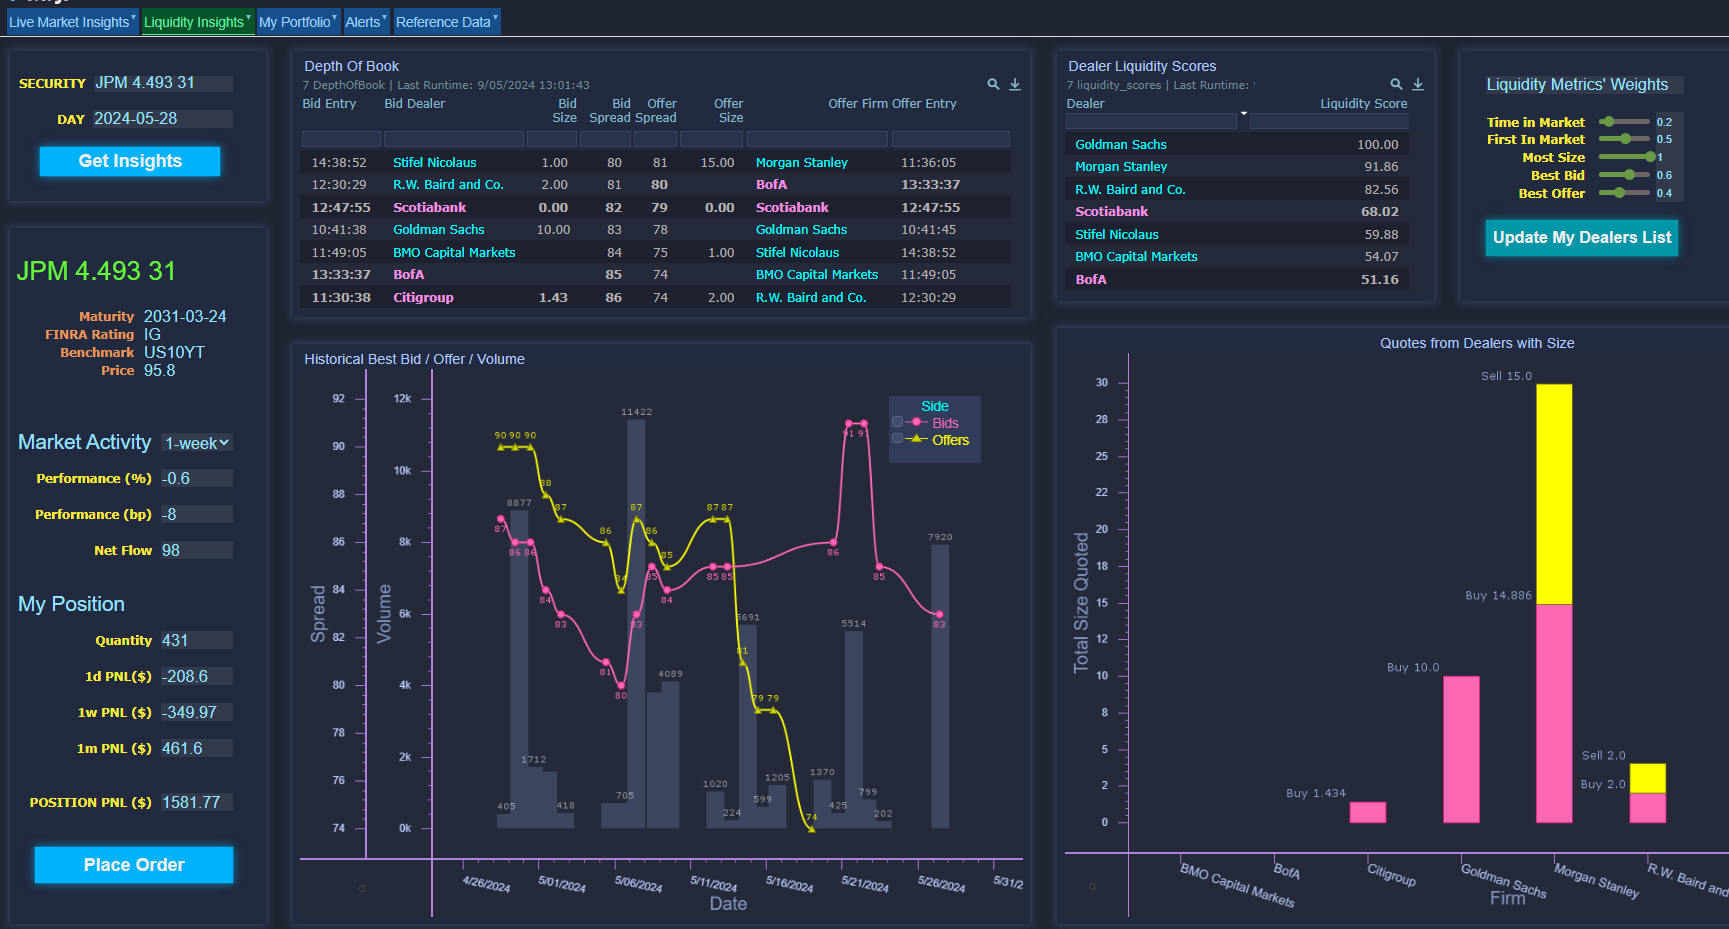 Live Market Insights Liquidity Insights My Portfolio Alerts Reference Data
SECURITY JPM 4.493 31
DAY 2024-05-28
Get Insights
JPM 4.493 31
Maturity 2031-03-24
FINRA Rating IG
Benchmark US10YT
Price 95.8
Market Activity 1-week
Performance (%) -0.6
Performance (bp) -8
Net Flow 98
My Position
Quantity 431
1d PNL($) -208.6
1w PNL ($) -349.97
1m PNL ($) 461.6
POSITION PNL ($) 1581.77
Place Order
Depth Of Book
7 DepthOfBook | Last Runtime: 9/05/2024 13:01:43
Bid Entry Bid Dealer Bid Size Bid Spread Offer Spread Offer Size Offer Firm Offer Entry
14:38:52 Stifel Nicolaus 1.00 80 81 15.00 Morgan Stanley 11:36:05
12:30:29 R.W. Baird and Co. 2.00 81 80 BofA 13:33:37
12:47:55 Scotiabank 0.00 82 79 0.00 Scotiabank 12:47:55
10:41:38 Goldman Sachs 10.00 83 78 Goldman Sachs 10:41:45
11:49:05 BMO Capital Markets 84 75 1.00 Stifel Nicolaus 14:38:52
13:33:37 BofA 85 74 BMO Capital Markets 11:49:05
11:30:38 Citigroup 1.43 86 74 2.00 R.W. Baird and Co. 12:30:29
Dealer Liquidity Scores
7 liquidity_scores | Last Runtime:
Dealer Liquidity Score
Goldman Sachs 100.00
Morgan Stanley 91.86
R.W. Baird and Co. 82.56
Scotiabank 68.02
Stifel Nicolaus 59.88
BMO Capital Markets 54.07
BofA 51.16
Liquidity Metrics' Weights
Time in Market 0.2
First In Market 0.5
Most Size 1
Best Bid 0.6
Best Offer 0.4
Update My Dealers List
Historical Best Bid / Offer / Volume
Spread
92
90
88
86
84
82
80
78
76
74
Volume
12k
10k
8k
6k
4k
2k
0k
Side
Bids
Offers
90 90 90 88 87 86 84 87 86 85 87 87 81 79 79 74
87 86 86 84 83 81 80 83 85 84 85 85 86 91 91 85 83
405 8877 1712 418 705 11422 4089 1020 224 5691 599 1205 1370 425 5514 799 202 7920
4/26/2024 5/01/2024 5/06/2024 5/11/2024 5/16/2024 5/21/2024 5/26/2024 5/31/2
Date
Quotes from Dealers with Size
Total Size Quoted
30
28
25
22
20
18
15
12
10
8
5
2
0
Sell 15.0
Buy 14.886
Buy 10.0
Sell 2.0
Buy 2.0
Buy 1.434
BMO Capital Markets BofA Citigroup Goldman Sachs Morgan Stanley R.W. Baird and
Firm